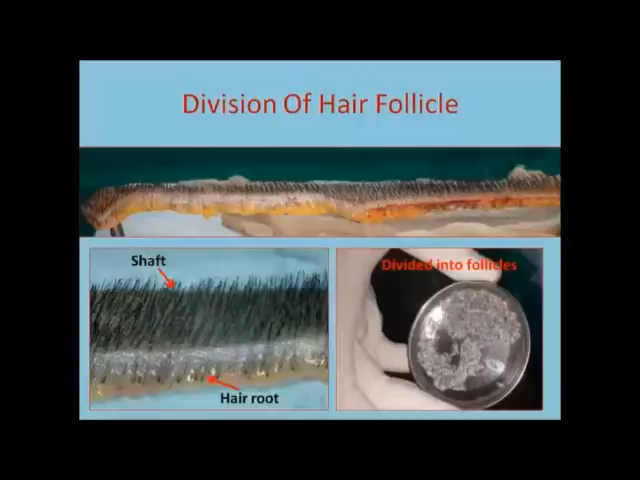 Division Of Hair Follicle
Shaft
Divided into follicles
Hair root